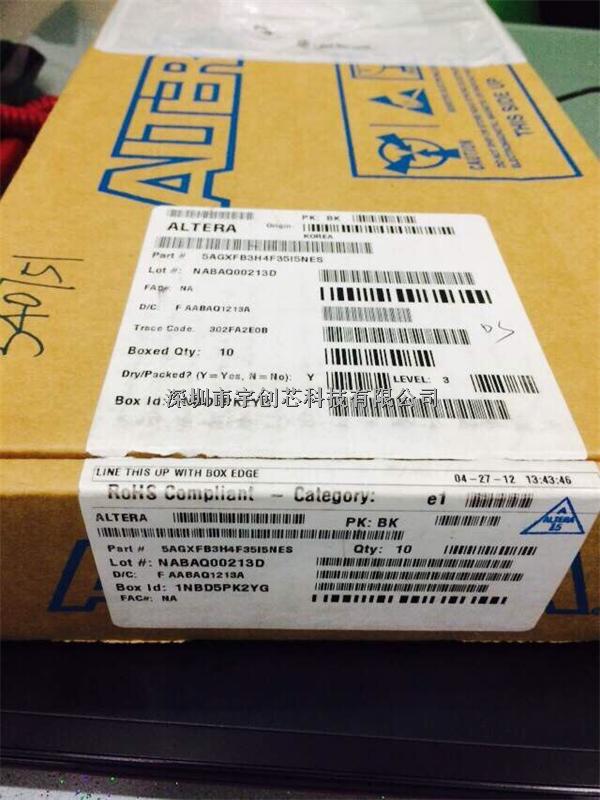 ALTERA
CAUTION
THIS SIDE UP
ALTERA
Origin
PK: BK
KOREA
Part # 5AGXFB3H4F35I5NES
Lot #: NABAQ00213D
FAC#: NA
D/C: F AABAQ1213A
Trace Code: 302FA2E0B
Boxed Qty: 10
Dry/Packed? (Y=Yes, N=No): Y
LEVEL: 3
Box Id:
深圳市宇创芯科技有限公司
LINE THIS UP WITH BOX EDGE
04-27-12 13:43:46
RoHS Compliant - Category: e1
ALTERA
PK: BK
ALTERA
15
Part # 5AGXFB3H4F35I5NES
Qty: 10
Lot #: NABAQ00213D
D/C: F AABAQ1213A
Box Id: 1NBD5PK2YG
FAC#: NA